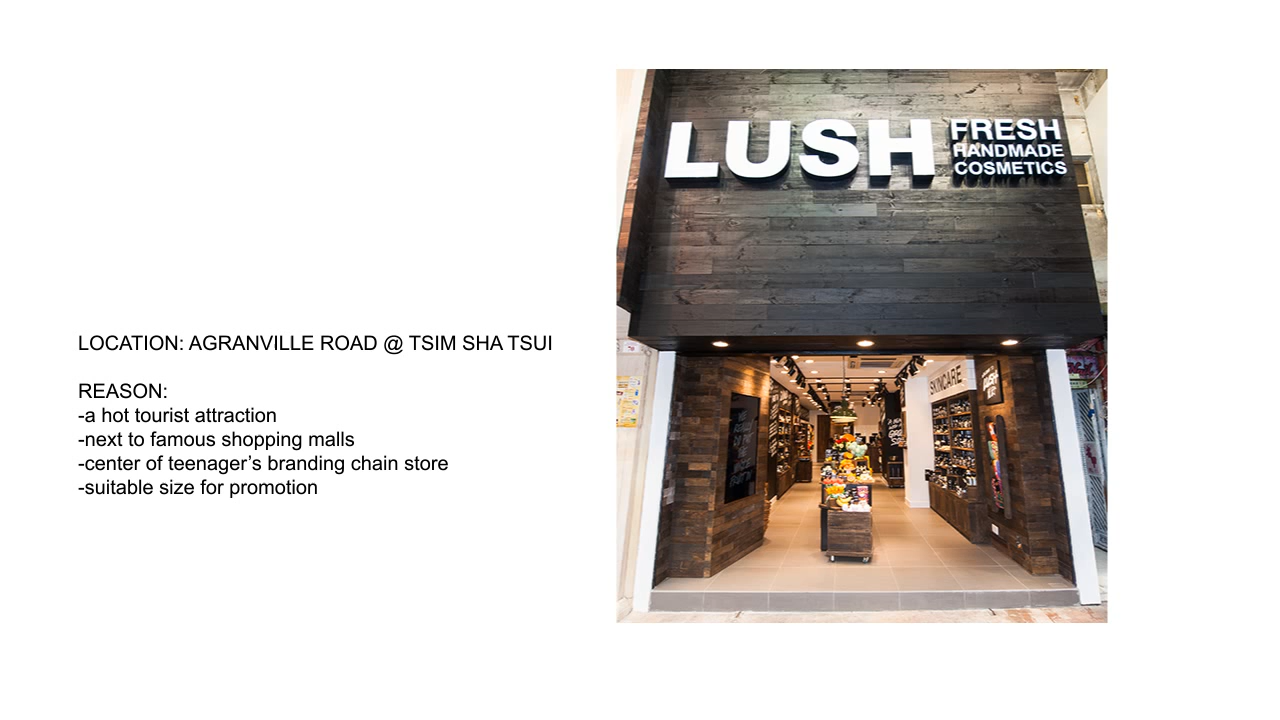 LOCATION: AGRANVILLE ROAD @ TSIM SHA TSUI
REASON:
-a hot tourist attraction
-next to famous shopping malls
-center of teenager’s branding chain store
-suitable size for promotion
LUSH
FRESH
HANDMADE
COSMETICS
SKINCARE
LUSH